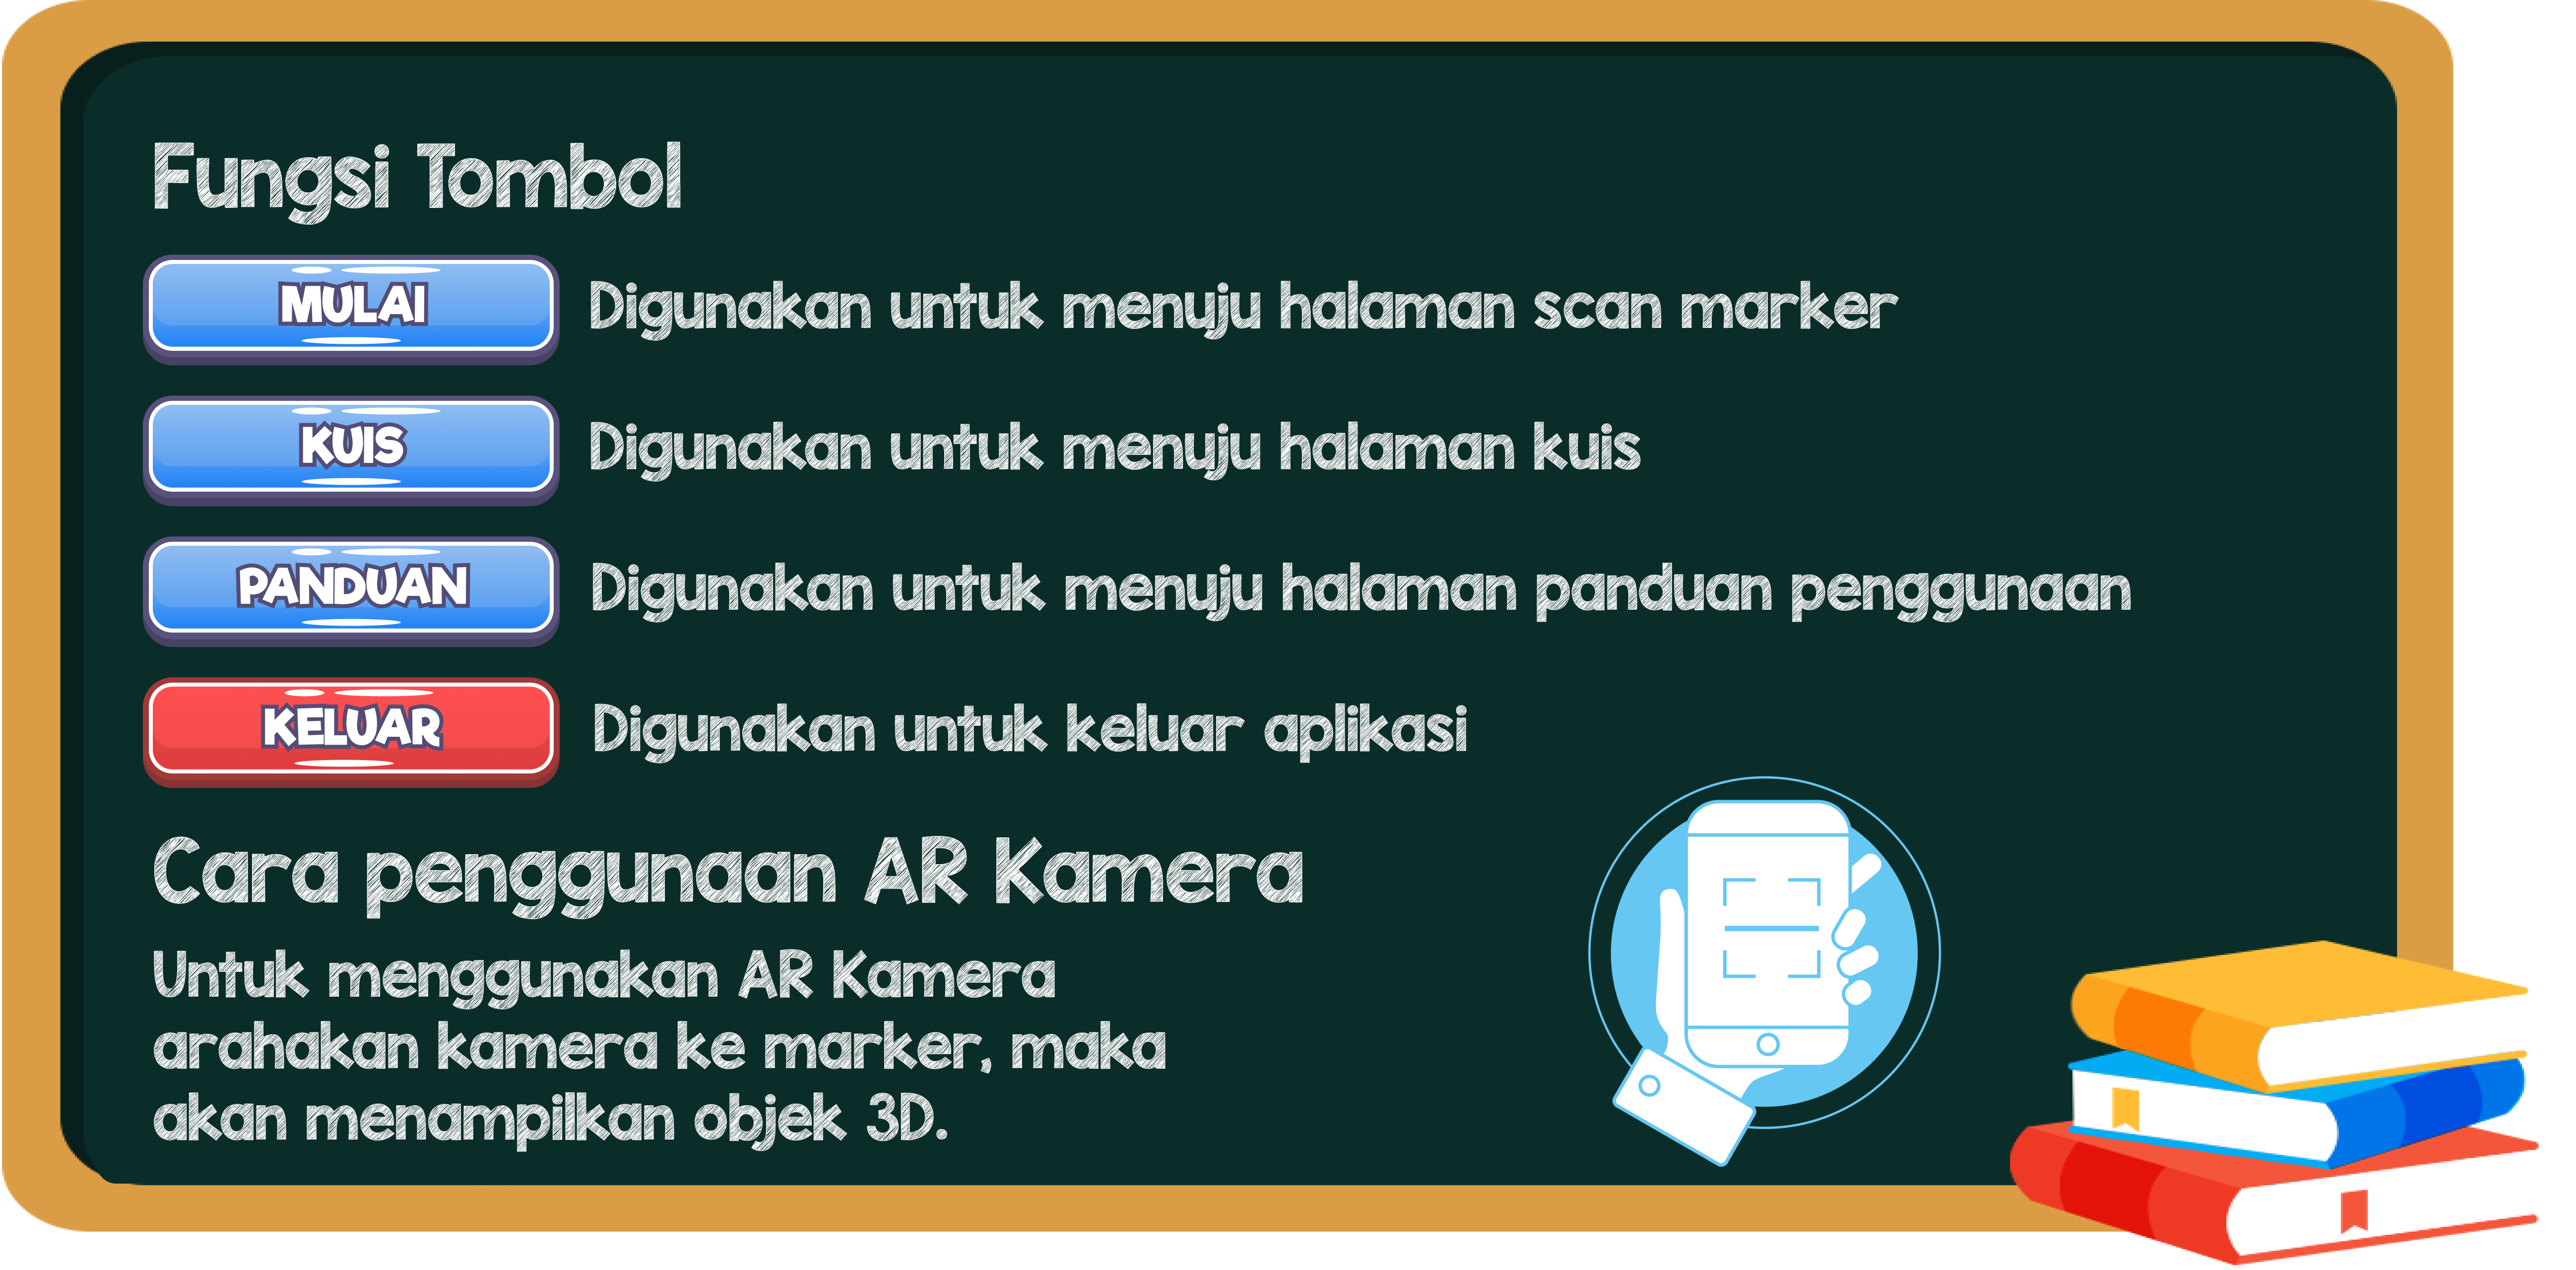 Fungsi Tombol
MULAI Digunakan untuk menuju halaman scan marker
KUIS Digunakan untuk menuju halaman kuis
PANDUAN Digunakan untuk menuju halaman panduan penggunaan
KELUAR Digunakan untuk keluar aplikasi
Cara penggunaan AR Kamera
Untuk menggunakan AR Kamera
arahakan kamera ke marker, maka
akan menampilkan objek 3D.